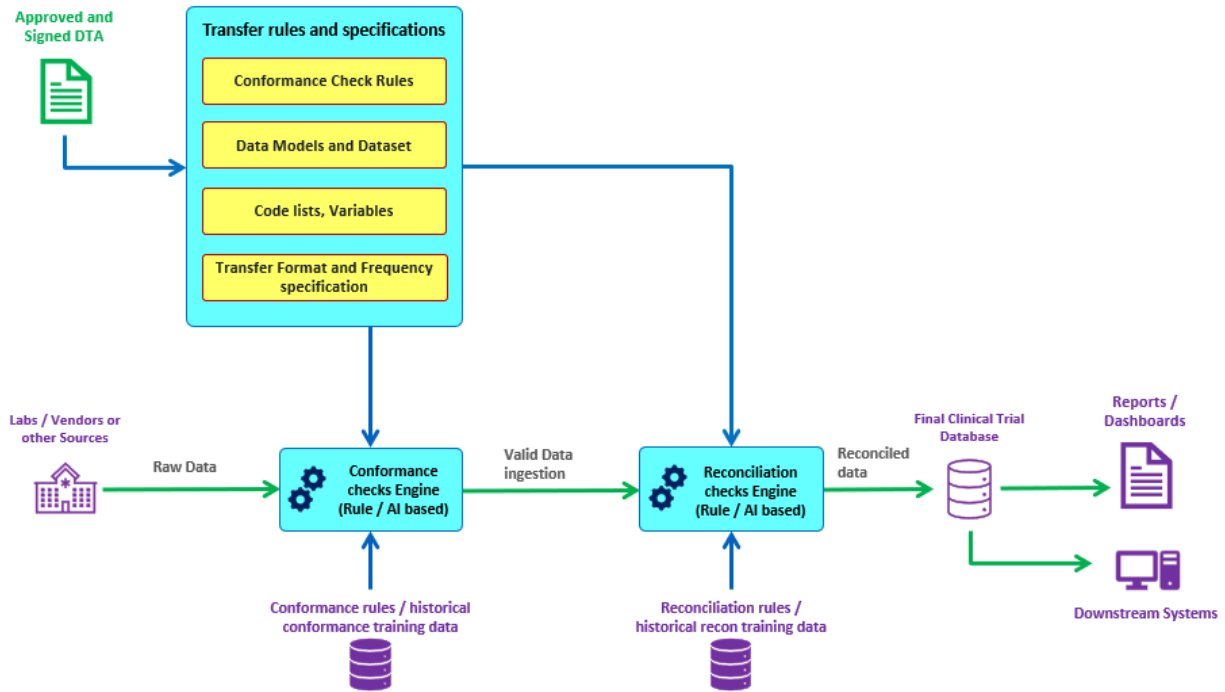 Approved and
Signed DTA
Transfer rules and specifications
Conformance Check Rules
Data Models and Dataset
Code lists, Variables
Transfer Format and Frequency
specification
Labs / Vendors or
other Sources
Raw Data
Conformance
checks Engine
(Rule / AI based)
Valid Data
ingestion
Reconciliation
checks Engine
(Rule / AI based)
Reconciled
data
Final Clinical Trial
Database
Reports /
Dashboards
Downstream Systems
Conformance rules / historical
conformance training data
Reconciliation rules /
historical recon training data